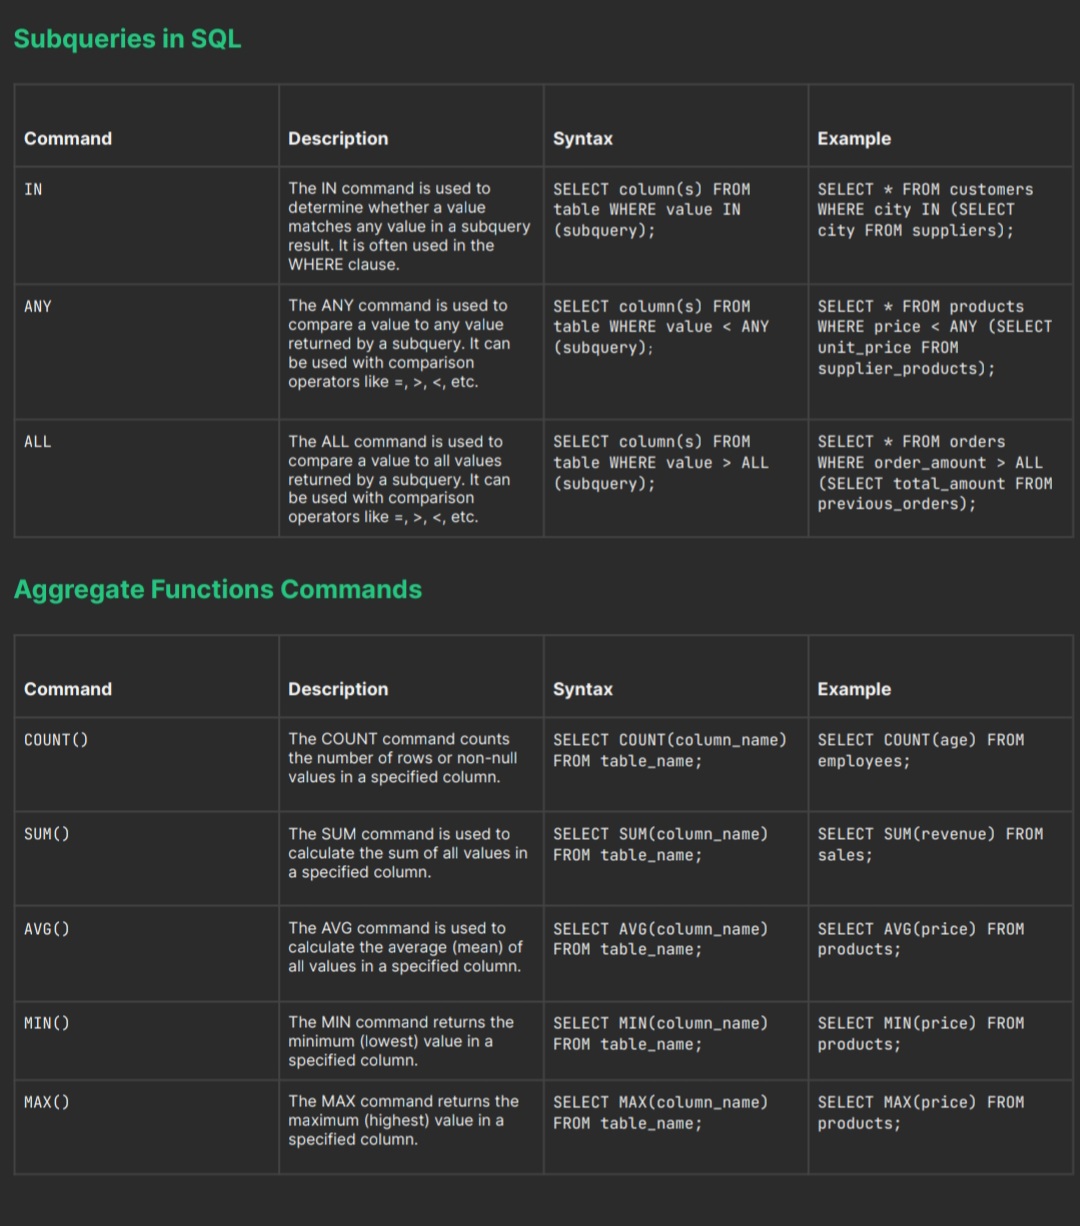 Subqueries in SQL
Command
Description
Syntax
Example
IN
The IN command is used to
determine whether a value
matches any value in a subquery
result. It is often used in the
WHERE clause.
SELECT column(s) FROM
table WHERE value IN
(subquery);
SELECT * FROM customers
WHERE city IN (SELECT
city FROM suppliers);
ANY
The ANY command is used to
compare a value to any value
returned by a subquery. It can
be used with comparison
operators like =, >, <, etc.
SELECT column(s) FROM
table WHERE value < ANY
(subquery);
SELECT * FROM products
WHERE price < ANY (SELECT
unit_price FROM
supplier_products);
ALL
The ALL command is used to
compare a value to all values
returned by a subquery. It can
be used with comparison
operators like =, >, <, etc.
SELECT column(s) FROM
table WHERE value > ALL
(subquery);
SELECT * FROM orders
WHERE order_amount > ALL
(SELECT total_amount FROM
previous_orders);
Aggregate Functions Commands
Command
Description
Syntax
Example
COUNT()
The COUNT command counts
the number of rows or non-null
values in a specified column.
SELECT COUNT(column_name)
FROM table_name;
SELECT COUNT(age) FROM
employees;
SUM()
The SUM command is used to
calculate the sum of all values in
a specified column.
SELECT SUM(column_name)
FROM table_name;
SELECT SUM(revenue) FROM
sales;
AVG()
The AVG command is used to
calculate the average (mean) of
all values in a specified column.
SELECT AVG(column_name)
FROM table_name;
SELECT AVG(price) FROM
products;
MIN()
The MIN command returns the
minimum (lowest) value in a
specified column.
SELECT MIN(column_name)
FROM table_name;
SELECT MIN(price) FROM
products;
MAX()
The MAX command returns the
maximum (highest) value in a
specified column.
SELECT MAX(column_name)
FROM table_name;
SELECT MAX(price) FROM
products;